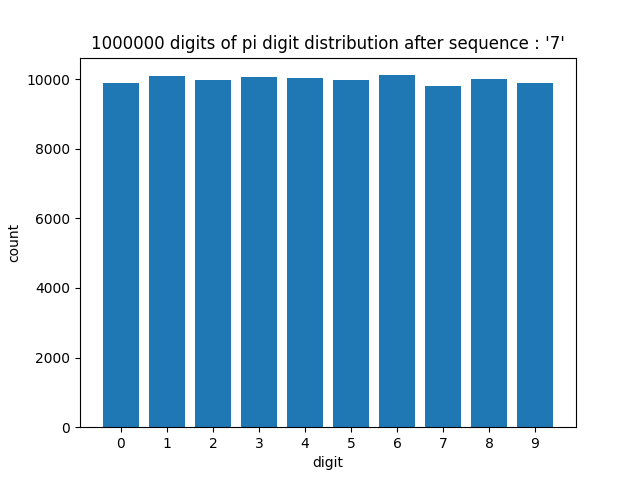 1000000 digits of pi digit distribution after sequence : '7'
10000
8000
6000
4000
2000
0
count
0 1 2 3 4 5 6 7 8 9
digit